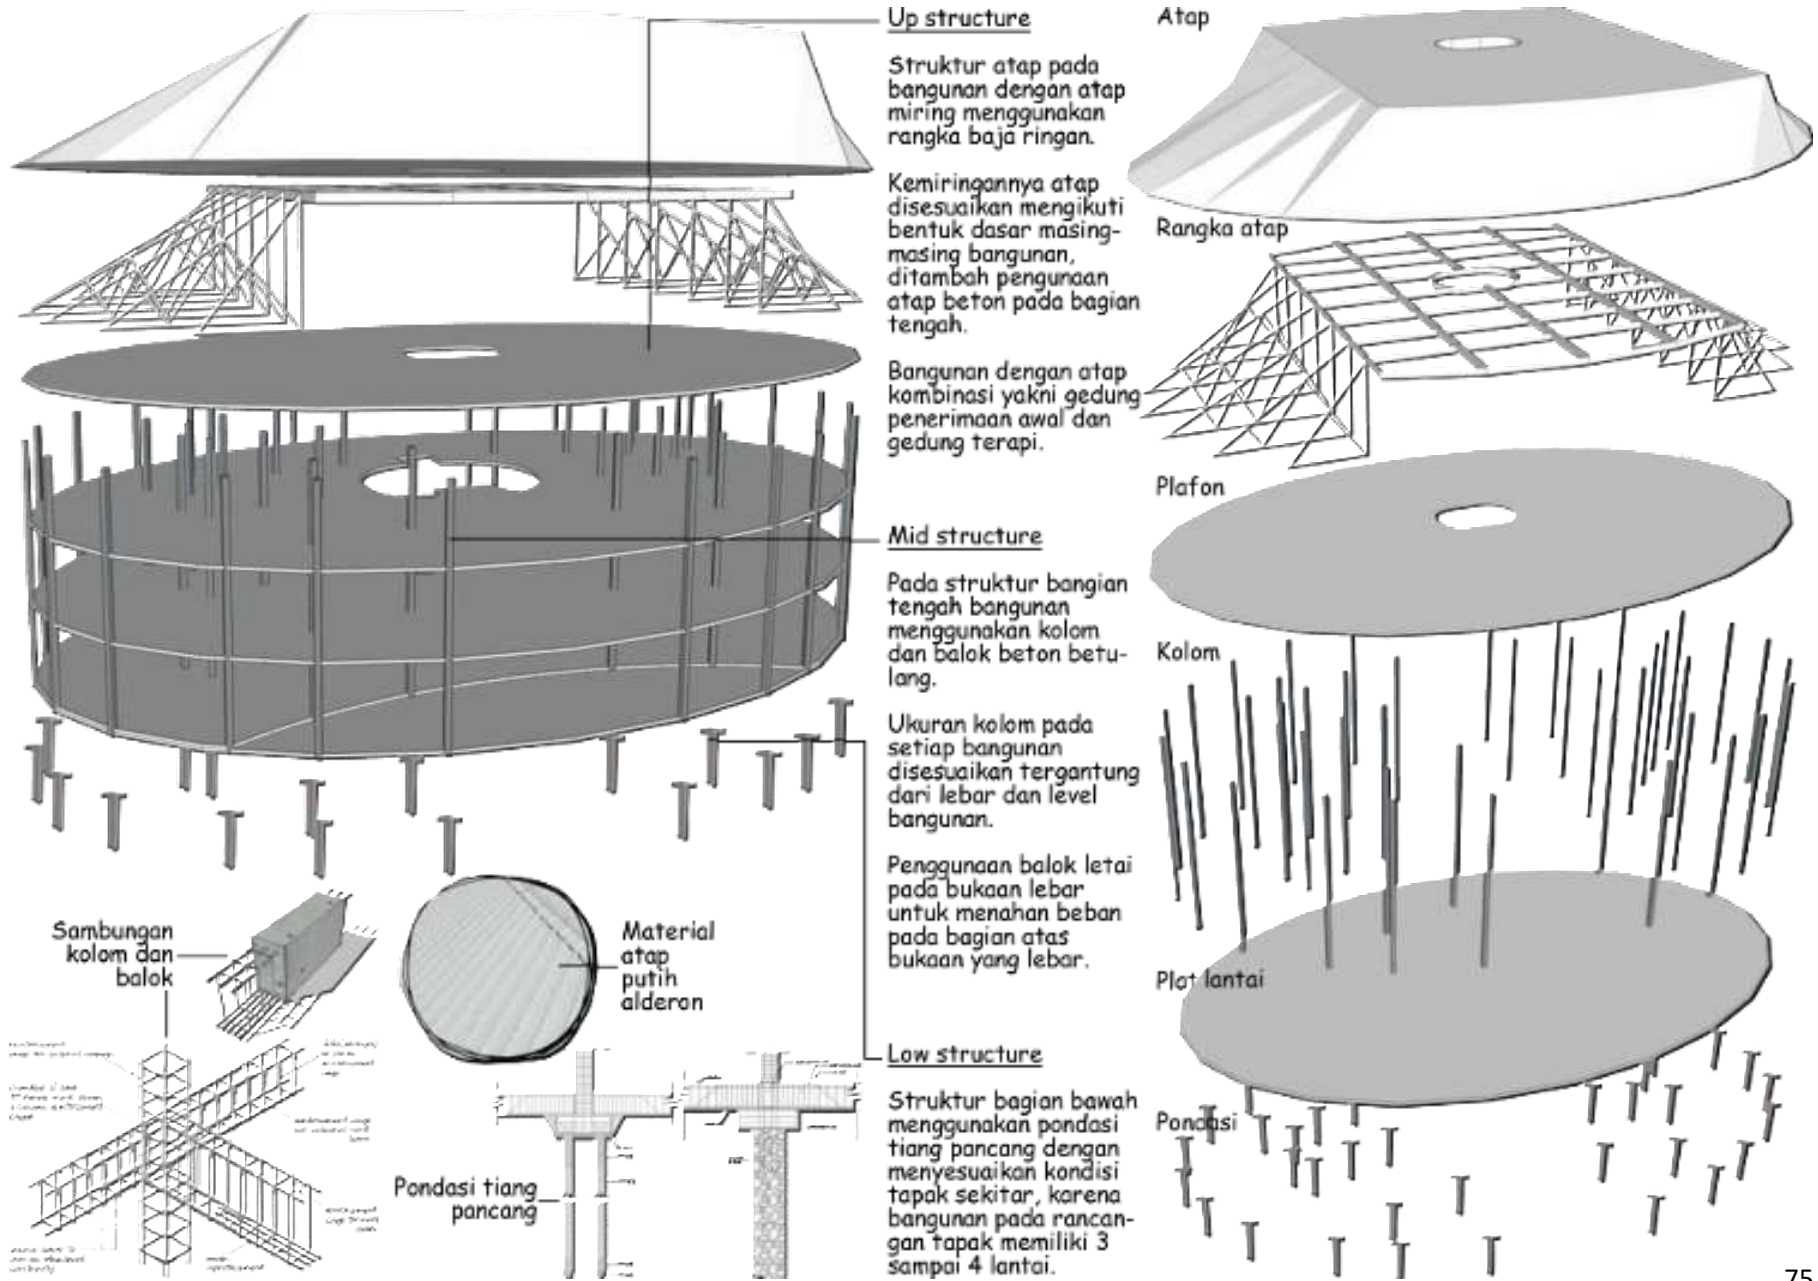 Up structure
Struktur atap pada
bangunan dengan atap
miring menggunakan
rangka baja ringan.
Kemiringannya atap
disesuaikan mengikuti
bentuk dasar masing-
masing bangunan,
ditambah pengunaan
atap beton pada bagian
tengah.
Bangunan dengan atap
kombinasi yakni gedung
penerimaan awal dan
gedung terapi.
Mid structure
Pada struktur bangian
tengah bangunan
menggunakan kolom
dan balok beton betu-
lang.
Ukuran kolom pada
setiap bangunan
disesuaikan tergantung
dari lebar dan level
bangunan.
Penggunaan balok letai
pada bukaan lebar
untuk menahan beban
pada bagian atas
bukaan yang lebar.
Low structure
Struktur bagian bawah
menggunakan pondasi
tiang pancang dengan
menyesuaikan kondisi
tapak sekitar, karena
bangunan pada rancan-
gan tapak memiliki 3
sampai 4 lantai.
Sambungan
kolom dan
balok
Material
atap
putih
alderon
Pondasi tiang
pancang
Atap
Rangka atap
Plafon
Kolom
Plat lantai
Pondasi
75